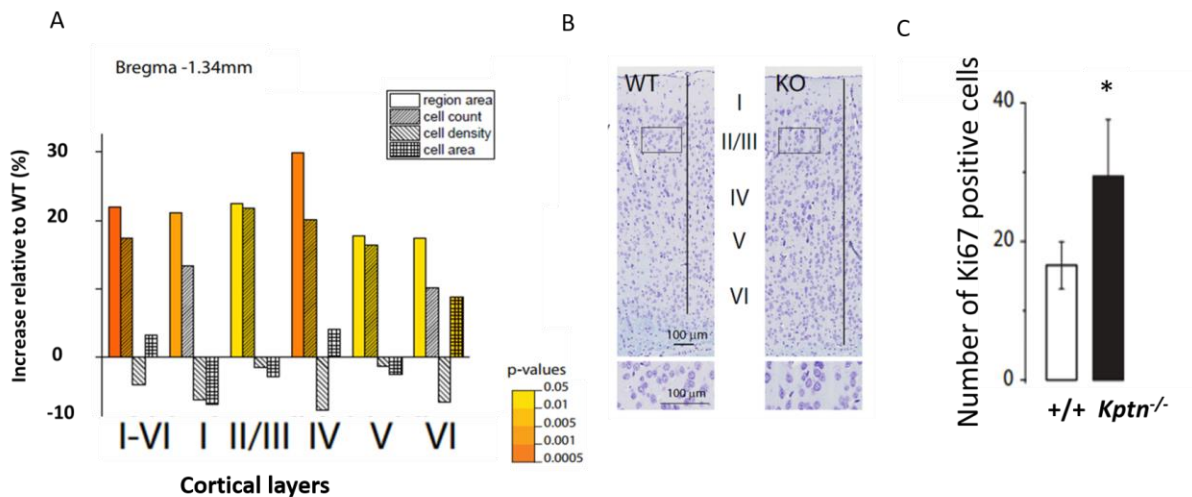 A
Bregma -1.34mm
region area
cell count
cell density
cell area
Increase relative to WT (%)
30
20
0
-10
p-values
0.05
0.01
0.005
0.001
0.0005
I-VI I II/III IV V VI
Cortical layers
B
WT
KO
I
II/III
IV
V
VI
100 µm
100 µm
C
Number of Ki67 positive cells
40
*
20
0
+/+ Kptn-/-